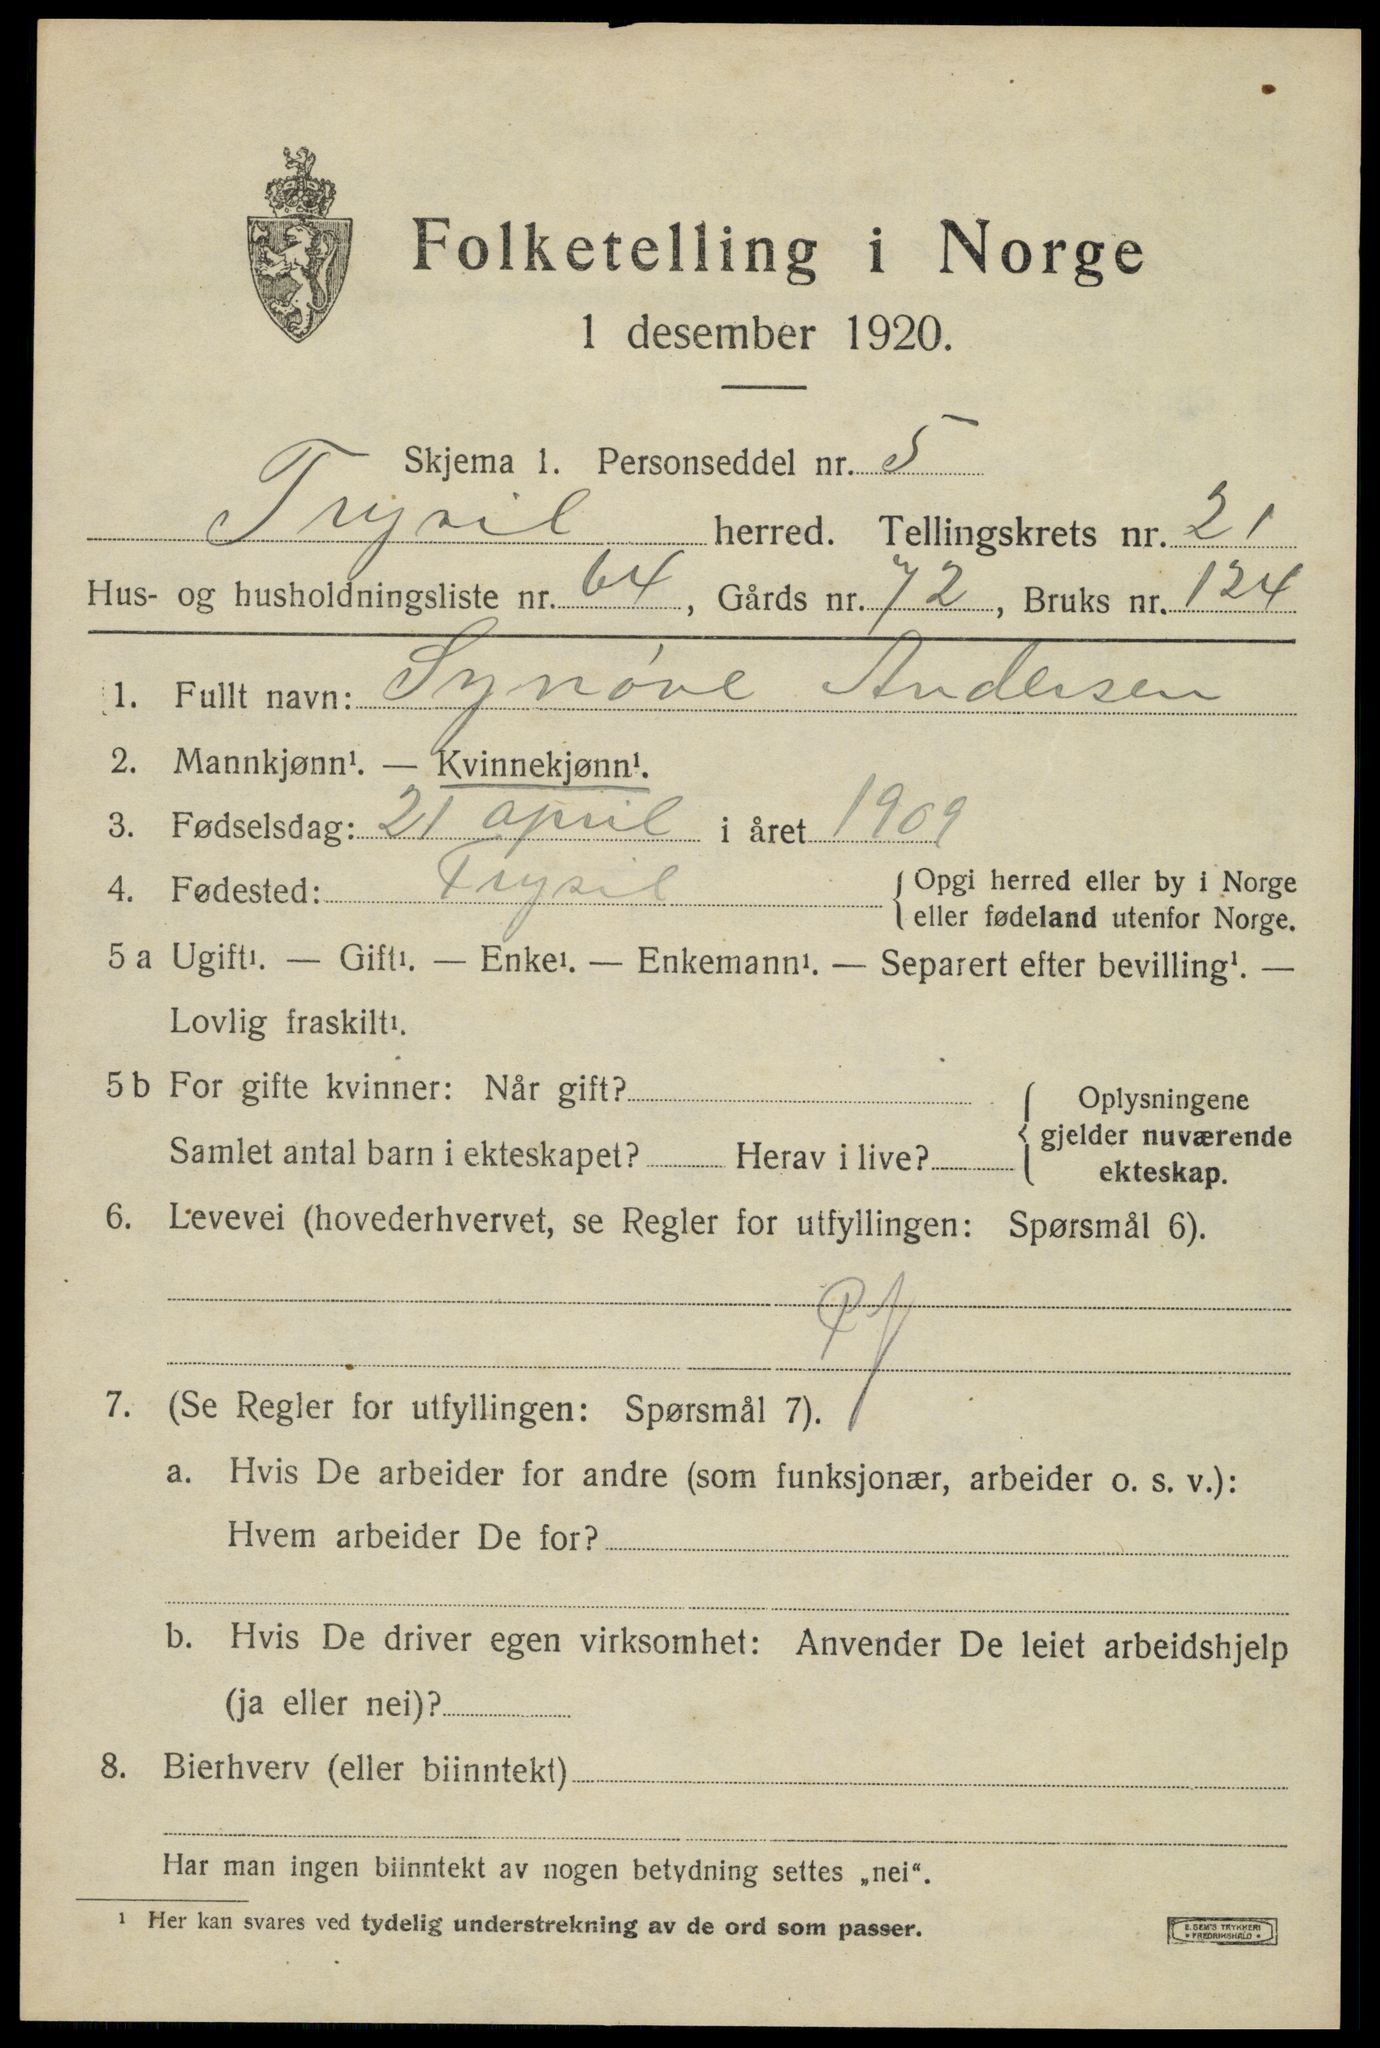 Folketelling i Norge
1 desember 1920.
Skjema 1. Personseddel nr. 5
Trysil herred. Tellingskrets nr. 21
Hus- og husholdningsliste nr. 64, Gårds nr. 72, Bruks nr. 124
1. Fullt navn: Synøve Andersen
2. Mannkjønn¹. — Kvinnekjønn¹.
3. Fødselsdag: 21 april i året 1909
4. Fødested: Trysil { Opgi herred eller by i Norge
eller fødeland utenfor Norge.
5 a Ugift¹. — Gift¹. — Enke¹. — Enkemann¹. — Separert efter bevilling¹. —
Lovlig fraskilt¹.
5 b For gifte kvinner: Når gift?
Samlet antal barn i ekteskapet? Herav i live?
Oplysningene
gjelder nuværende
ekteskap.
6. Levevei (hovederhvervet, se Regler for utfyllingen: Spørsmål 6).
7. (Se Regler for utfyllingen: Spørsmål 7).
a. Hvis De arbeider for andre (som funksjonær, arbeider o. s. v.):
Hvem arbeider De for?
b. Hvis De driver egen virksomhet: Anvender De leiet arbeidshjelp
(ja eller nei)?
8. Bierhverv (eller biinntekt)
Har man ingen biinntekt av nogen betydning settes „nei“.
¹ Her kan svares ved tydelig understrekning av de ord som passer.
E. SEM'S TRYKKERI
• FREDRIKSHALD •